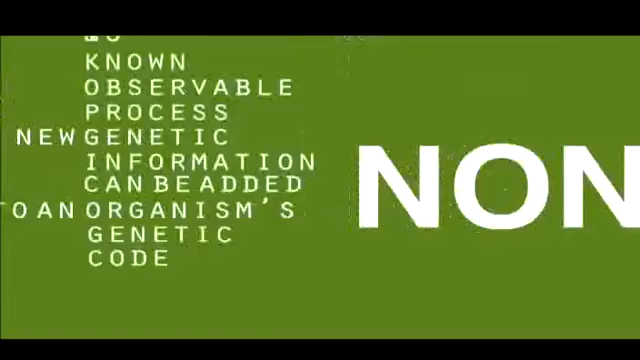 KNOWN
OBSERVABLE
PROCESS
NEW GENETIC
INFORMATION
CAN BE ADDED
TO AN ORGANISM'S
GENETIC
CODE
NON